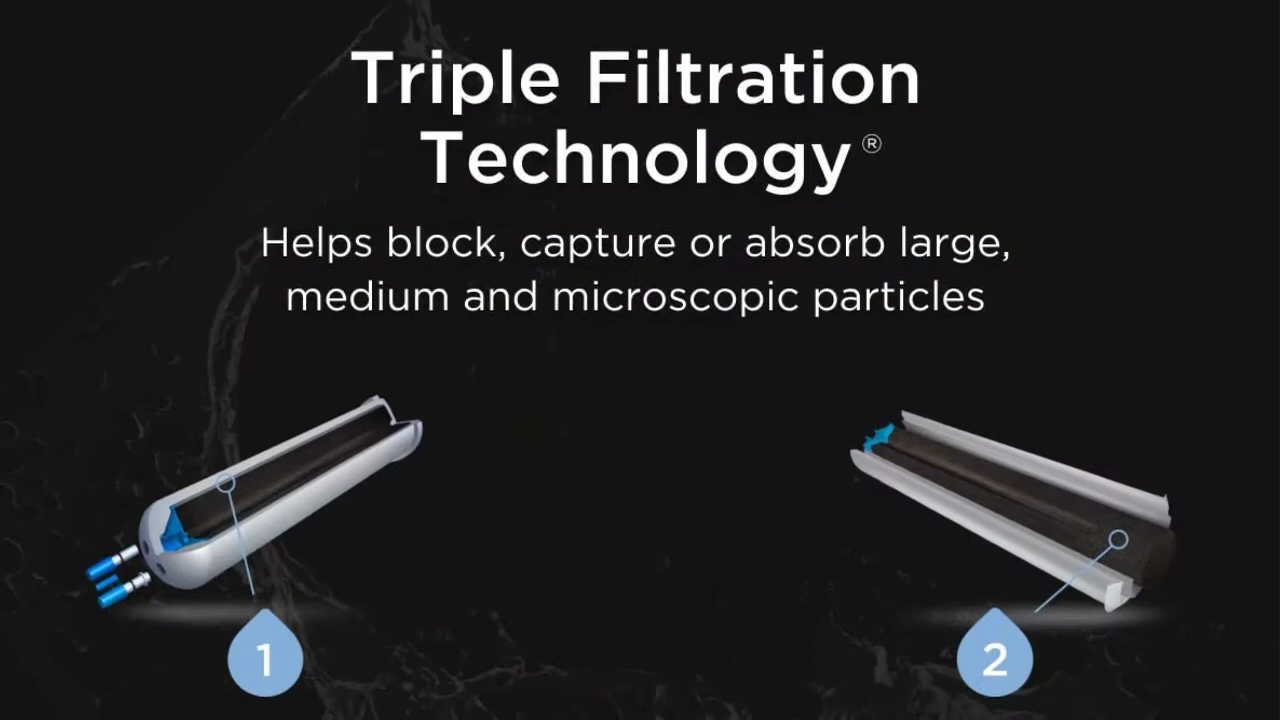 Triple Filtration
Technology®
Helps block, capture or absorb large,
medium and microscopic particles
1
2